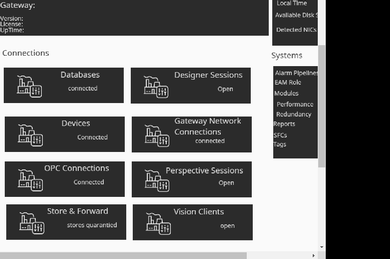 Gateway:
Version:
License:
UpTime:
Local Time
Available Disk S
Detected NICs
Connections
Databases
connected
Designer Sessions
Open
Devices
Connected
Gateway Network
Connections
connected
OPC Connections
Connected
Perspective Sessions
Open
Store & Forward
stores quarantied
Vision Clients
open
Systems
Alarm Pipelines
EAM Role
Modules
Performance
Redundancy
Reports
SFCs
Tags